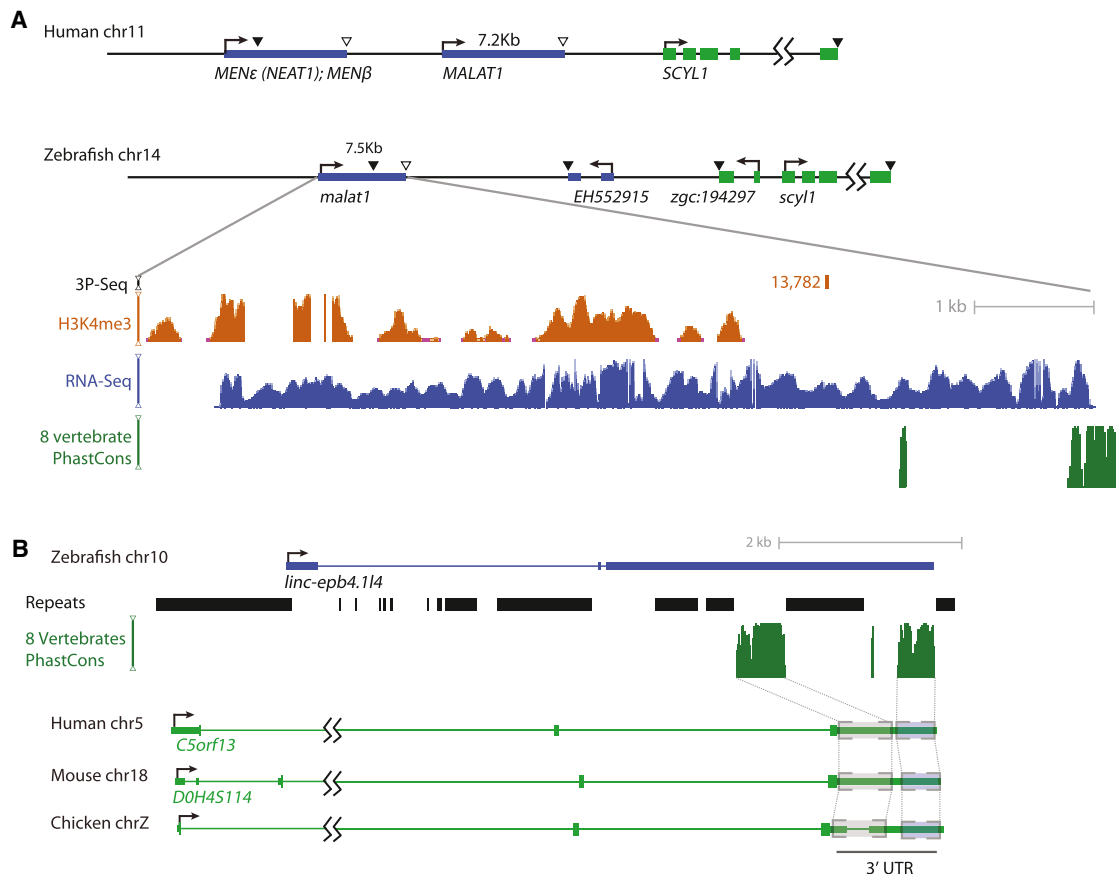 A
Human chr11
7.2Kb
MENε (NEAT1); MENβ
MALAT1
SCYL1
Zebrafish chr14
7.5Kb
malat1
EH552915
zgc:194297
scyl1
3P-Seq
13,782
1 kb
H3K4me3
RNA-Seq
8 vertebrate
PhastCons
B
Zebrafish chr10
2 kb
linc-epb4.1l4
Repeats
8 Vertebrates
PhastCons
Human chr5
C5orf13
Mouse chr18
D0H4S114
Chicken chrZ
3′ UTR